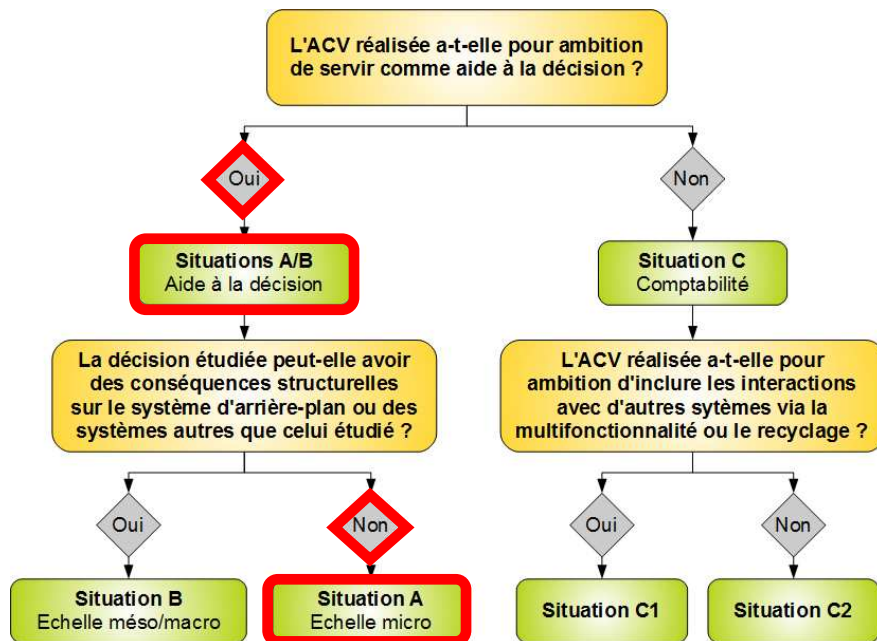 L'ACV réalisée a-t-elle pour ambition
de servir comme aide à la décision ?
Oui
Non
Situations A/B
Aide à la décision
Situation C
Comptabilité
La décision étudiée peut-elle avoir
des conséquences structurelles
sur le système d'arrière-plan ou des
systèmes autres que celui étudié ?
L'ACV réalisée a-t-elle pour
ambition d'inclure les interactions
avec d'autres sytèmes via la
multifonctionnalité ou le recyclage ?
Oui
Non
Oui
Non
Situation B
Echelle méso/macro
Situation A
Echelle micro
Situation C1
Situation C2